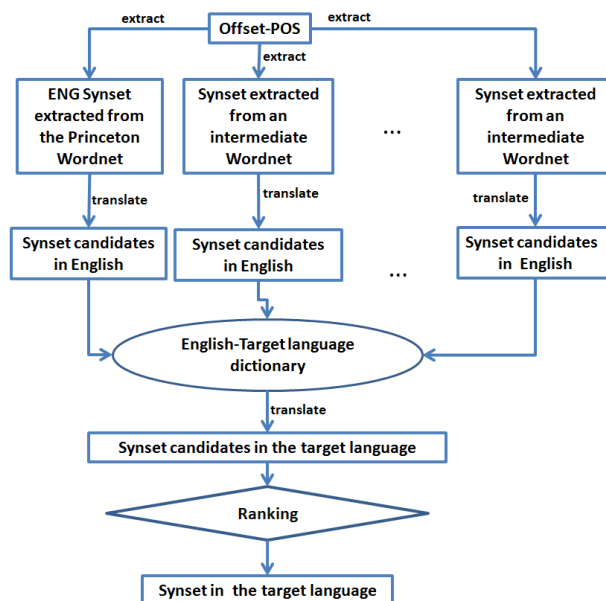 extract
Offset-POS
extract
extract
ENG Synset
extracted from
the Princeton
Wordnet
Synset extracted
from an
intermediate
Wordnet
...
Synset extracted
from an
intermediate
Wordnet
translate
translate
translate
Synset candidates
in English
Synset candidates
in English
...
Synset candidates
in English
English-Target language
dictionary
translate
Synset candidates in the target language
Ranking
Synset in the target language